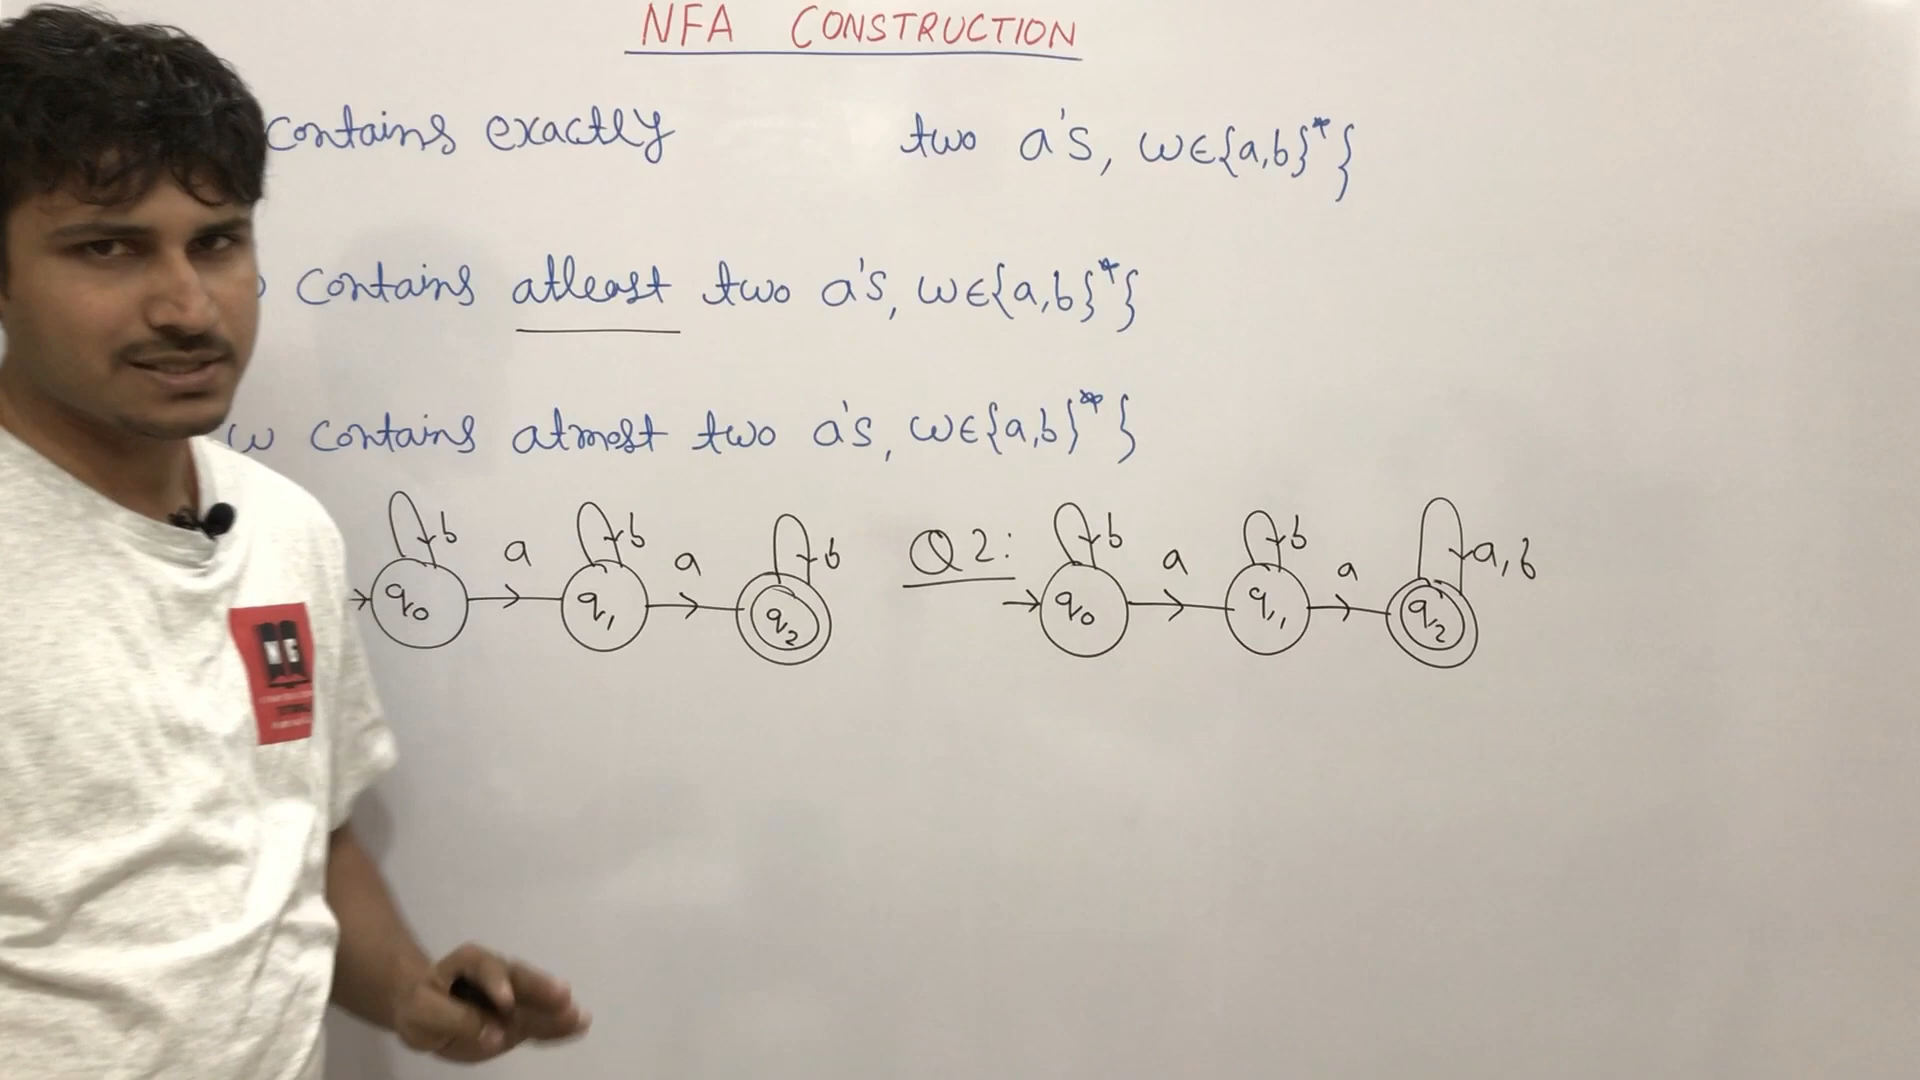 NFA CONSTRUCTION
contains exactly two a's, w∈{a,b}*}
contains atleast two a's, w∈{a,b}*}
w contains atmost two a's, w∈{a,b}*}
b a b a b Q2: b a b a a,b
q0 q1 q2 q0 q1 q2